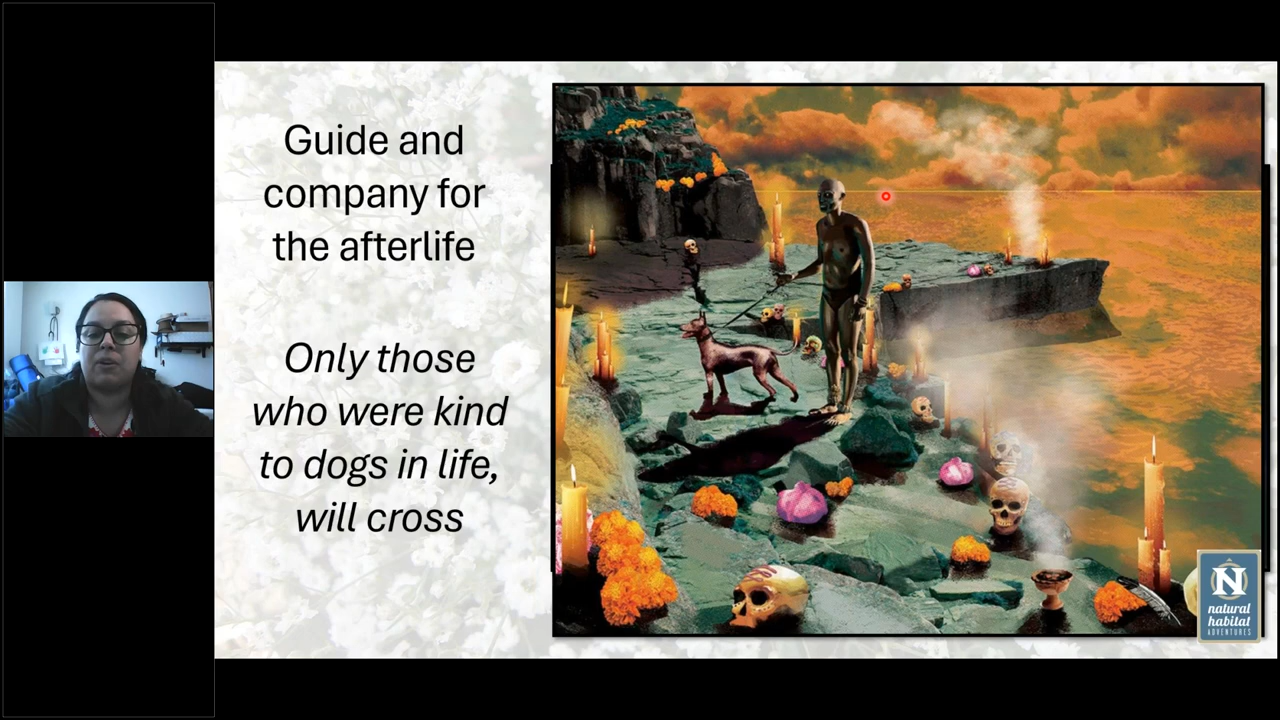 Guide and
company for
the afterlife
Only those
who were kind
to dogs in life,
will cross
N
natural
habitat
ADVENTURES